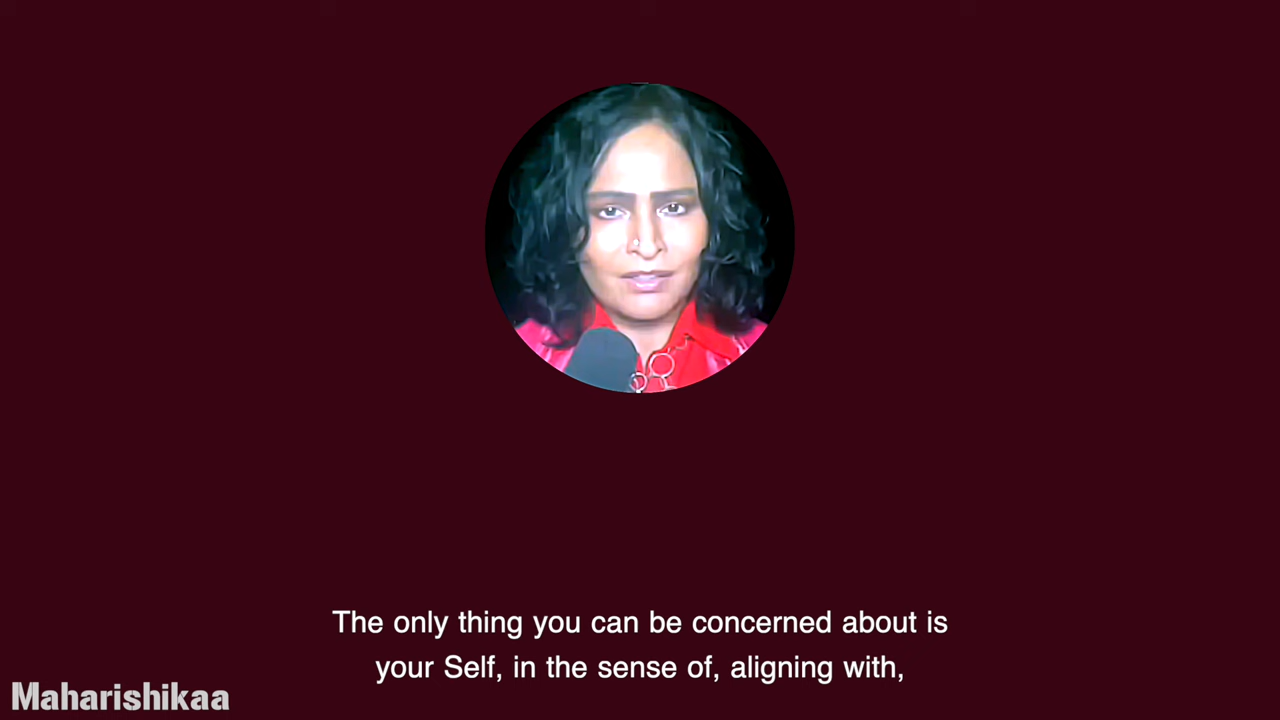 The only thing you can be concerned about is
your Self, in the sense of, aligning with,
Maharishikaa